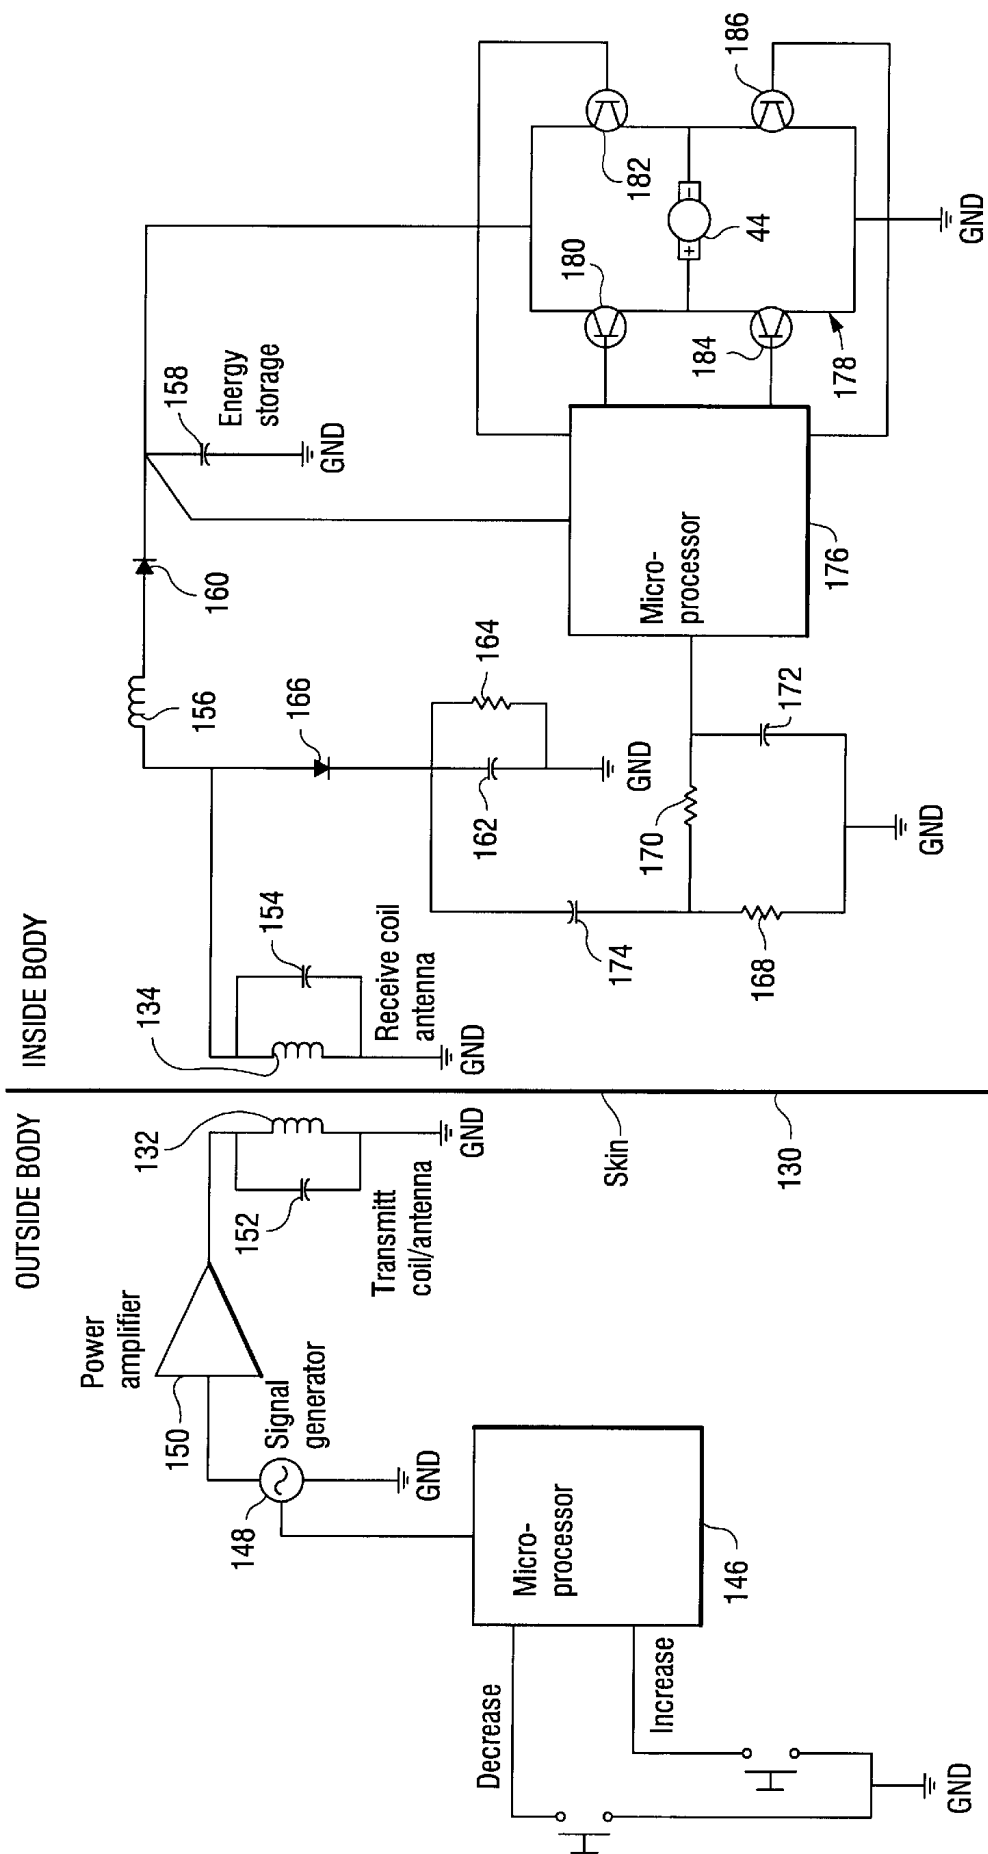 OUTSIDE BODY
INSIDE BODY
Power
amplifier
150
Signal
generator
148
GND
132
152
Transmitt
coil/antenna
GND
Micro-
processor
146
Decrease
Increase
GND
Skin
130
134
154
Receive coil
antenna
GND
156
160
158
Energy
storage
GND
166
164
162
GND
174
170
172
168
GND
Micro-
processor
176
180
182
184
186
+
-
44
178
GND